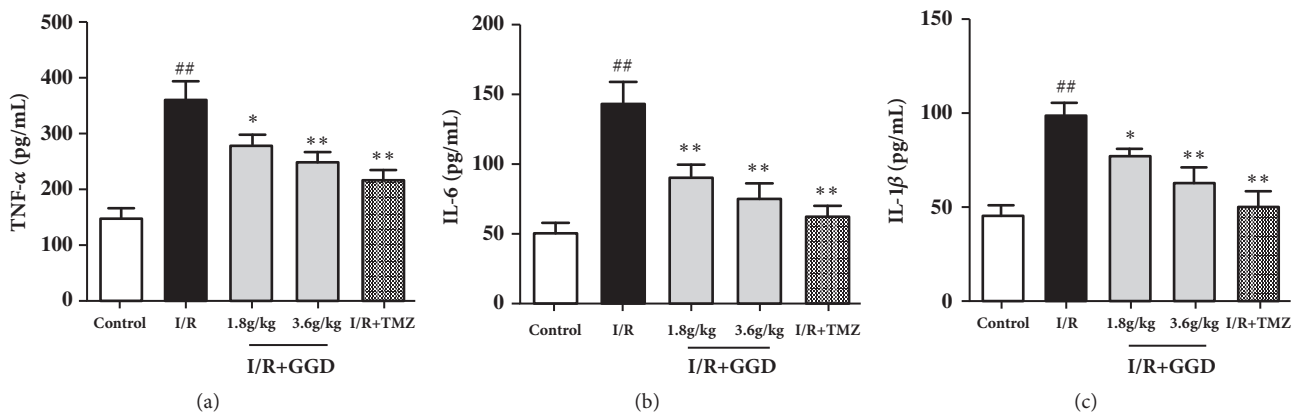 TNF-α (pg/mL)
500
400
300
200
100
0
##
*
**
**
Control I/R 1.8g/kg 3.6g/kg I/R+TMZ
I/R+GGD
(a)
IL-6 (pg/mL)
200
150
100
50
0
##
**
**
**
Control I/R 1.8g/kg 3.6g/kg I/R+TMZ
I/R+GGD
(b)
IL-1β (pg/mL)
150
100
50
0
##
*
**
**
Control I/R 1.8g/kg 3.6g/kg I/R+TMZ
I/R+GGD
(c)